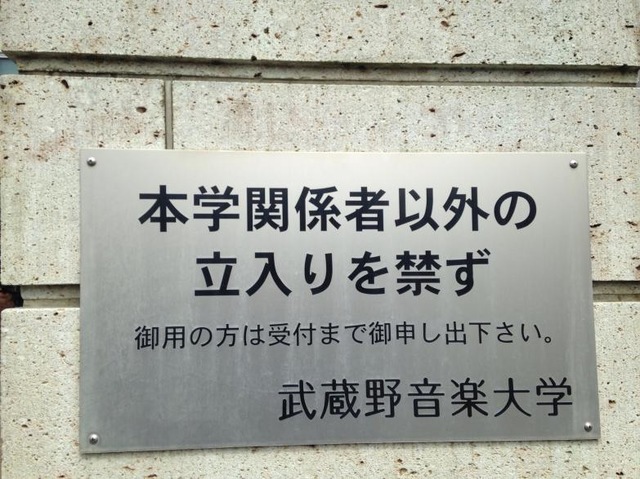 本学関係者以外の
立入りを禁ず
御用の方は受付まで御申し出下さい。
武蔵野音楽大学